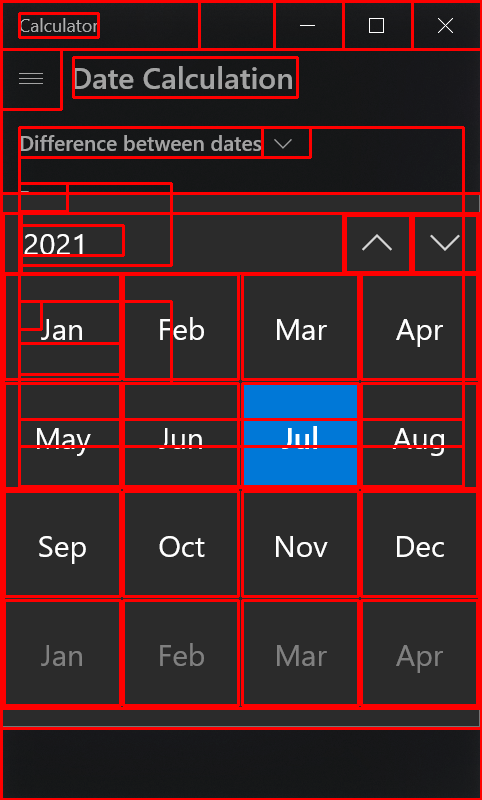 Calculator
Date Calculation
Difference between dates
2021
Jan Feb Mar Apr
May Jun Jul Aug
Sep Oct Nov Dec
Jan Feb Mar Apr